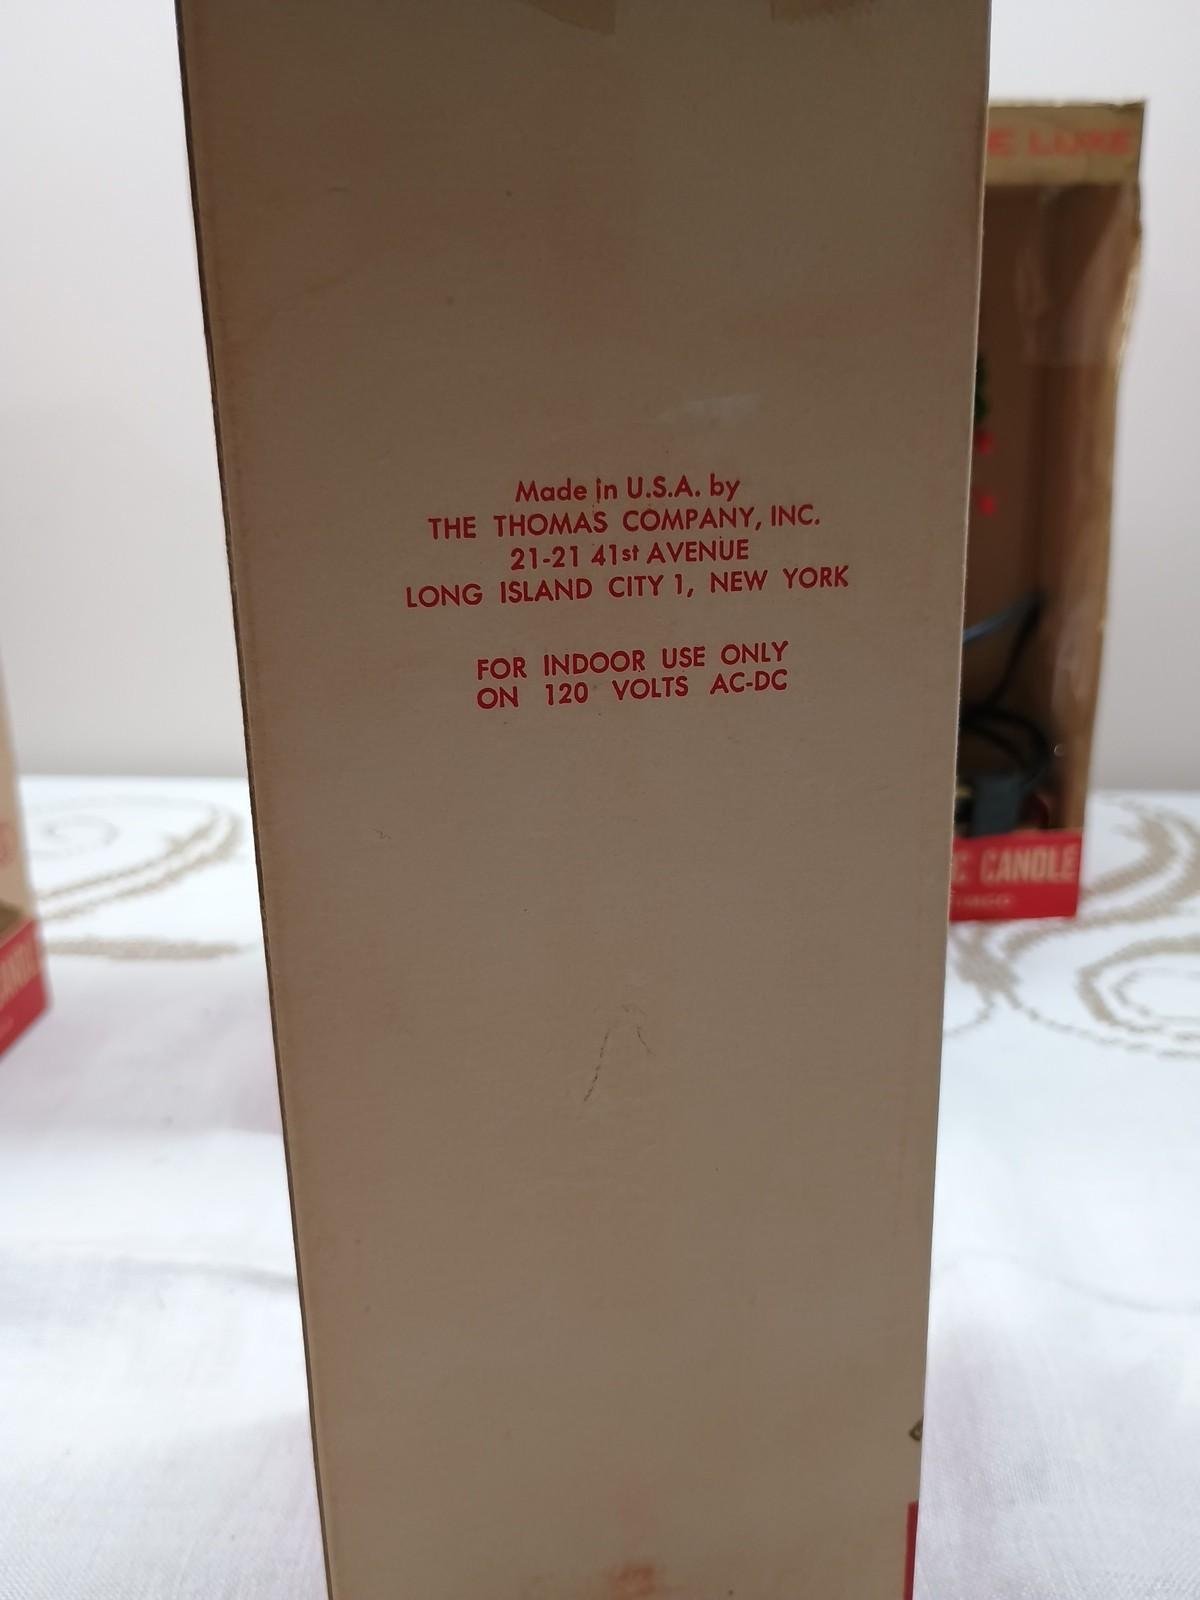 Made in U.S.A. by
THE THOMAS COMPANY, INC.
21-21 41st AVENUE
LONG ISLAND CITY 1, NEW YORK
FOR INDOOR USE ONLY
ON 120 VOLTS AC-DC
E LUXE
C CANDLE